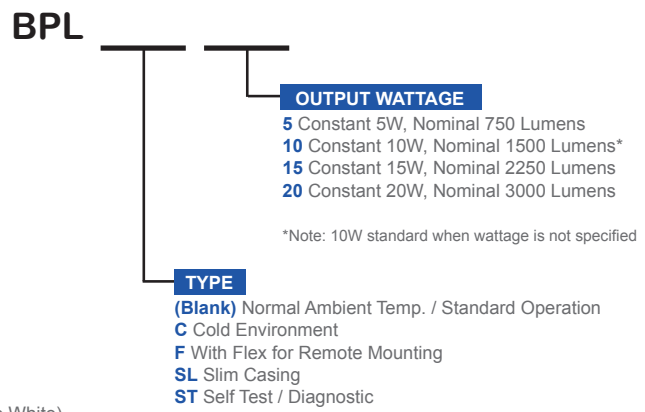 BPL
OUTPUT WATTAGE
5 Constant 5W, Nominal 750 Lumens
10 Constant 10W, Nominal 1500 Lumens*
15 Constant 15W, Nominal 2250 Lumens
20 Constant 20W, Nominal 3000 Lumens
*Note: 10W standard when wattage is not specified
TYPE
(Blank) Normal Ambient Temp. / Standard Operation
C Cold Environment
F With Flex for Remote Mounting
SL Slim Casing
ST Self Test / Diagnostic
White)